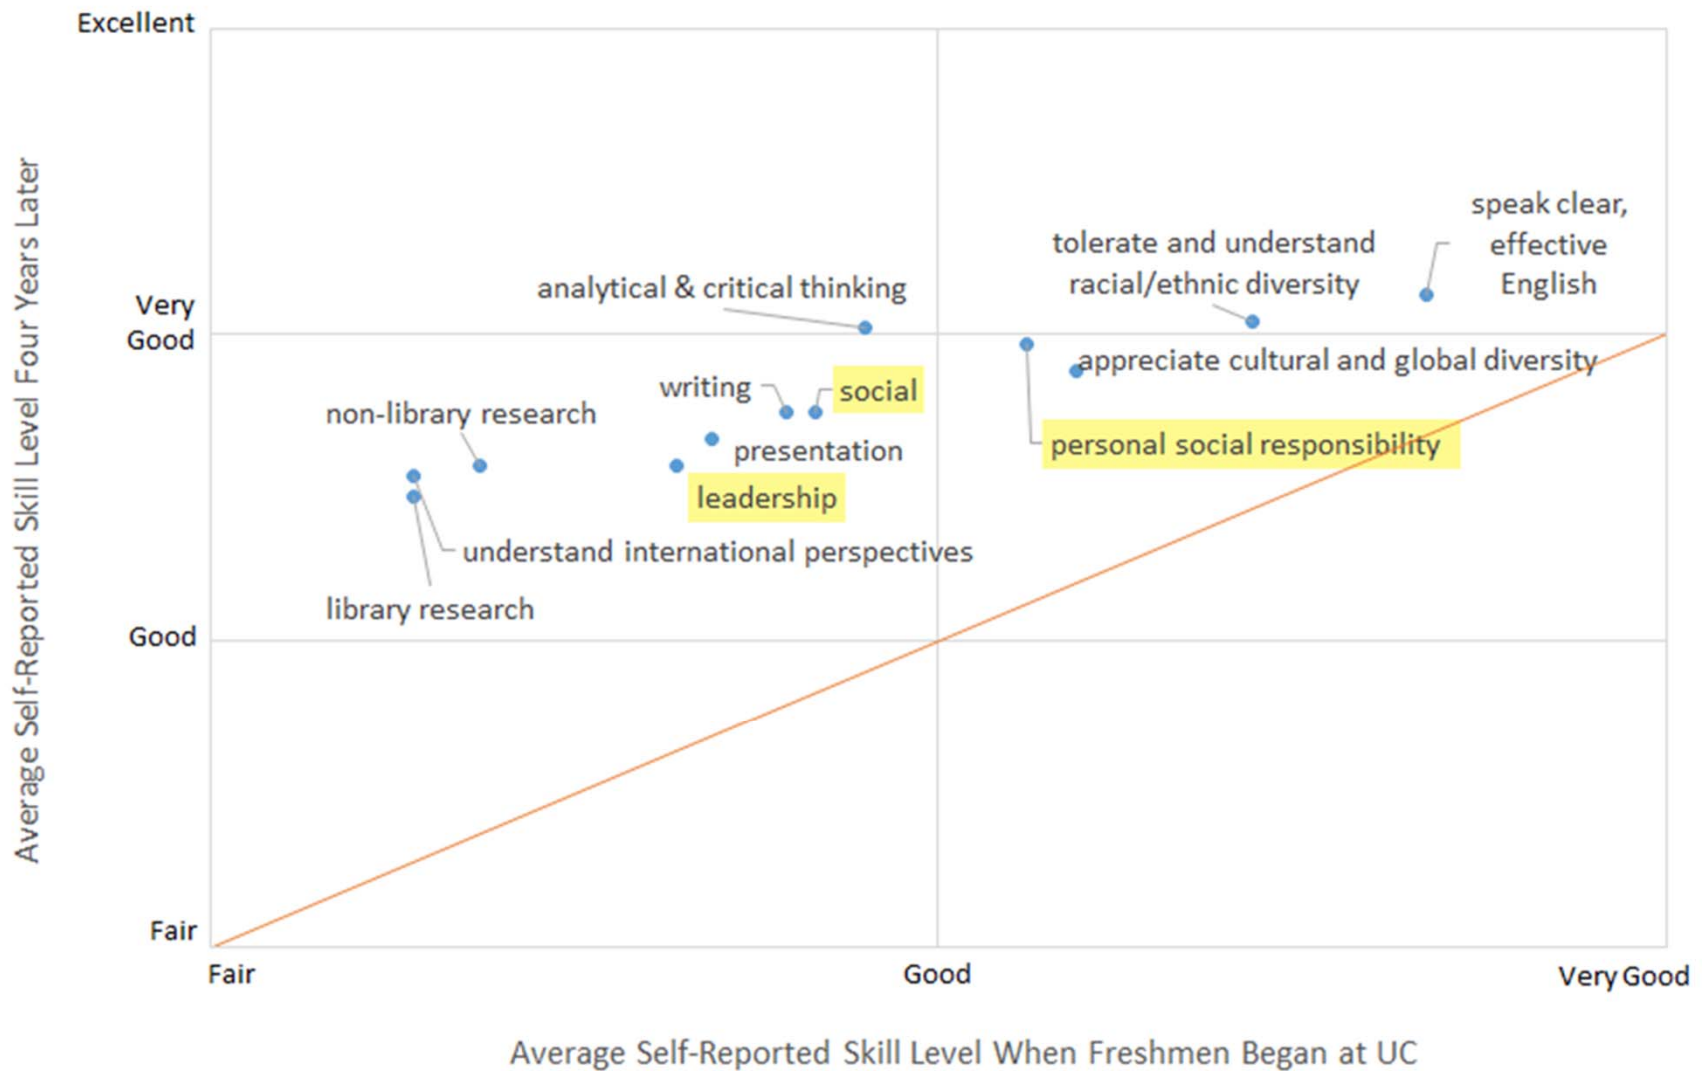 Excellent
Very
Good
Good
Fair
Average Self-Reported Skill Level Four Years Later
speak clear,
effective
English
tolerate and understand
racial/ethnic diversity
analytical & critical thinking
appreciate cultural and global diversity
writing
social
non-library research
personal social responsibility
presentation
leadership
understand international perspectives
library research
Fair
Good
Very Good
Average Self-Reported Skill Level When Freshmen Began at UC